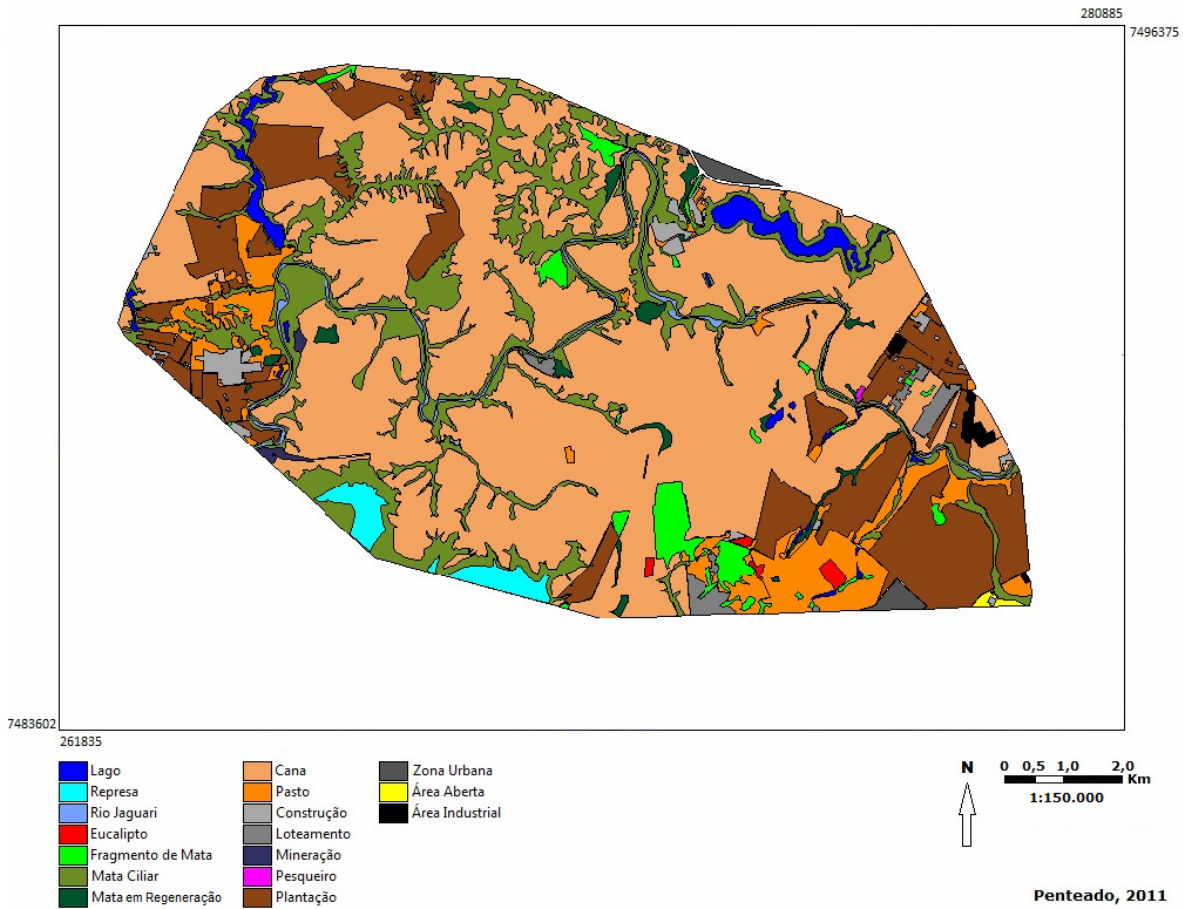 280885
7496375
7483602
261835
Lago
Represa
Rio Jaguari
Eucalipto
Fragmento de Mata
Mata Ciliar
Mata em Regeneração
Cana
Pasto
Construção
Loteamento
Mineração
Pesqueiro
Plantação
Zona Urbana
Área Aberta
Área Industrial
N
0 0,5 1,0 2,0
Km
1:150.000
Penteado, 2011